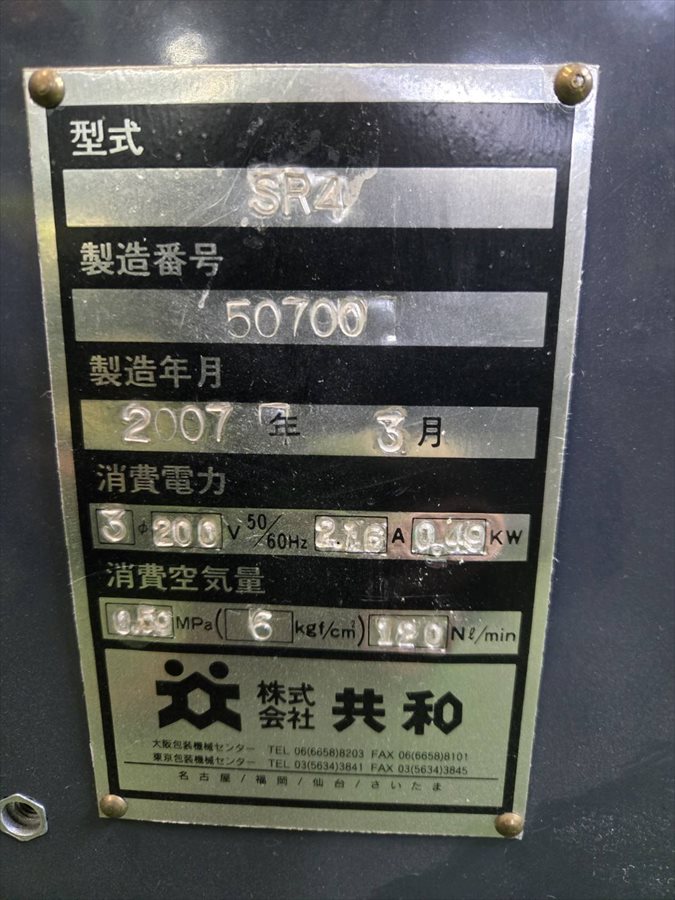 型式
SR4
製造番号
50700
製造年月
2007 年 3 月
消費電力
3 φ 200 V 50/60Hz 2.16 A 0.49 KW
消費空気量
0.59 MPa( 6 kgf/cm²) 120 Nℓ/min
株式会社 共和
大阪包装機械センター TEL 06(6658)8203 FAX 06(6658)8101
東京包装機械センター TEL 03(5634)3841 FAX 03(5634)3845
名古屋/福岡/仙台/さいたま